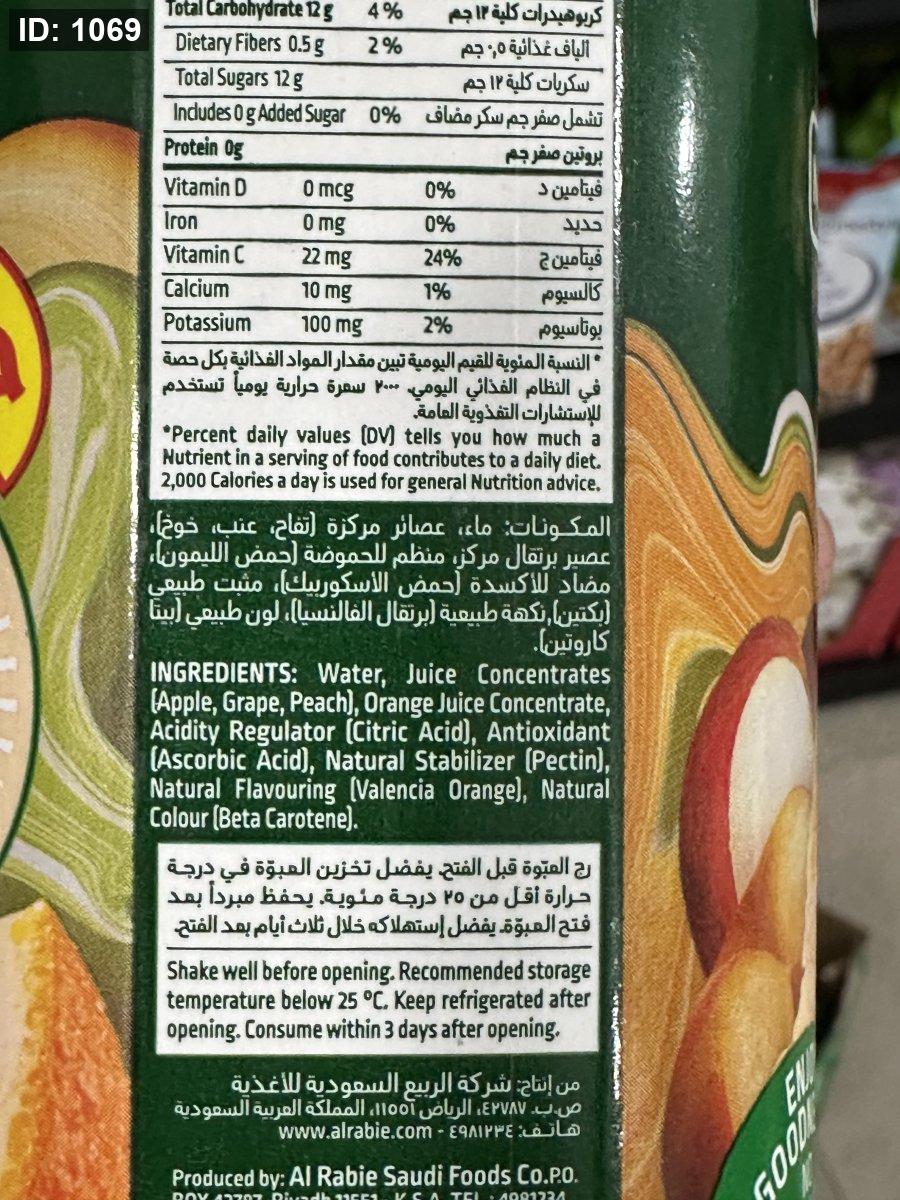 ID: 1069
Total Carbohydrate 12 g 4% كربوهيدرات كلية ١٢ جم
Dietary Fibers 0.5 g 2% ألياف غذائية ٠,٥ جم
Total Sugars 12 g سكريات كلية ١٢ جم
Includes 0 g Added Sugar 0% تشمل صفر جم سكر مضاف
Protein 0g بروتين صفر جم
Vitamin D 0 mcg 0% فيتامين د
Iron 0 mg 0% حديد
Vitamin C 22 mg 24% فيتامين ج
Calcium 10 mg 1% كالسيوم
Potassium 100 mg 2% بوتاسيوم
* النسبة المئوية للقيم اليومية تبين مقدار المواد الغذائية بكل حصة
في النظام الغذائي اليومي. ٢٠٠٠ سعرة حرارية يومياً تستخدم
للإستشارات التغذوية العامة.
*Percent daily values (DV) tells you how much a
Nutrient in a serving of food contributes to a daily diet.
2,000 Calories a day is used for general Nutrition advice.
المكونات: ماء، عصائر مركزة (تفاح، عنب، خوخ)،
عصير برتقال مركز، منظم للحموضة (حمض الليمون)،
مضاد للأكسدة (حمض الاسكوربيك)، مثبت طبيعي
(بكتين)،نكهة طبيعية (برتقال الفالنسيا)، لون طبيعي (بيتا
كاروتين).
INGREDIENTS: Water, Juice Concentrates
(Apple, Grape, Peach), Orange Juice Concentrate,
Acidity Regulator (Citric Acid), Antioxidant
(Ascorbic Acid), Natural Stabilizer (Pectin),
Natural Flavouring (Valencia Orange), Natural
Colour (Beta Carotene).
رج العبّوة قبل الفتح. يفضل تخزين العبوّة في درجة
حرارة أقل من ٢٥ درجة مئوية. يحفظ مبرداً بعد
فتح العبوّة. يفضل إستهلاكه خلال ثلاث أيام بعد الفتح.
Shake well before opening. Recommended storage
temperature below 25 °C. Keep refrigerated after
opening. Consume within 3 days after opening.
من إنتاج: شركة الربيع السعودية للأغذية
ص.ب. ٤٢٧٨٧، الرياض ١١٥٥١، المملكة العربية السعودية
هاتف: ٤٩٨١٢٣٤ - www.alrabie.com
Produced by: Al Rabie Saudi Foods Co.P.O.
BOX 42787 Riyadh 11551 K.S.A. TEL.: 4981234
ENJOY